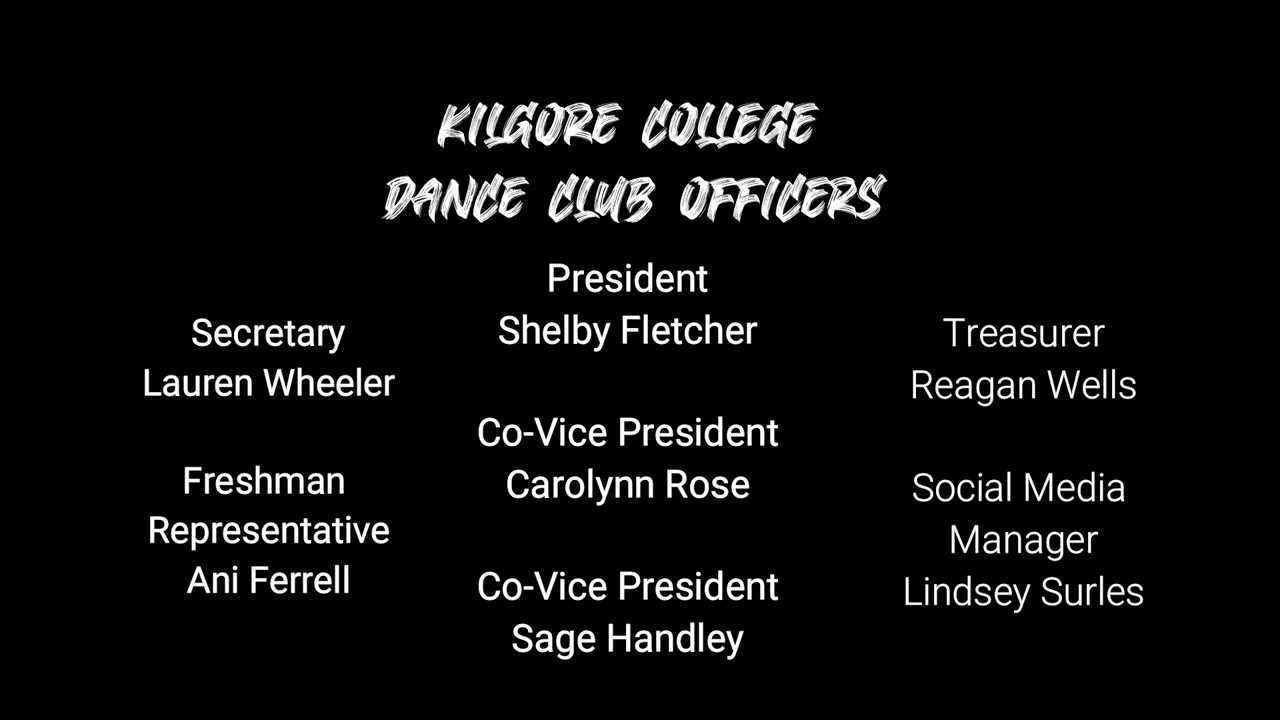 KILGORE COLLEGE
DANCE CLUB OFFICERS
President
Shelby Fletcher
Secretary
Lauren Wheeler
Treasurer
Reagan Wells
Co-Vice President
Carolynn Rose
Freshman
Representative
Ani Ferrell
Social Media
Manager
Lindsey Surles
Co-Vice President
Sage Handley